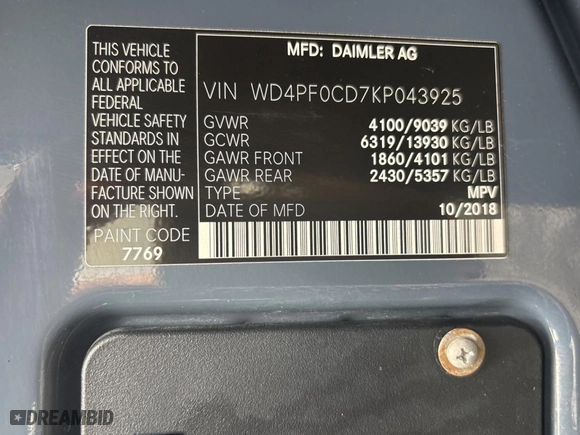 MFD: DAIMLER AG
THIS VEHICLE
CONFORMS TO
ALL APPLICABLE
FEDERAL
VEHICLE SAFETY
STANDARDS IN
EFFECT ON THE
DATE OF MANU-
FACTURE SHOWN
ON THE RIGHT.
PAINT CODE
7769
VIN WD4PF0CD7KP043925
GVWR 4100/9039 KG/LB
GCWR 6319/13930 KG/LB
GAWR FRONT 1860/4101 KG/LB
GAWR REAR 2430/5357 KG/LB
TYPE MPV
DATE OF MFD 10/2018
DREAMBID